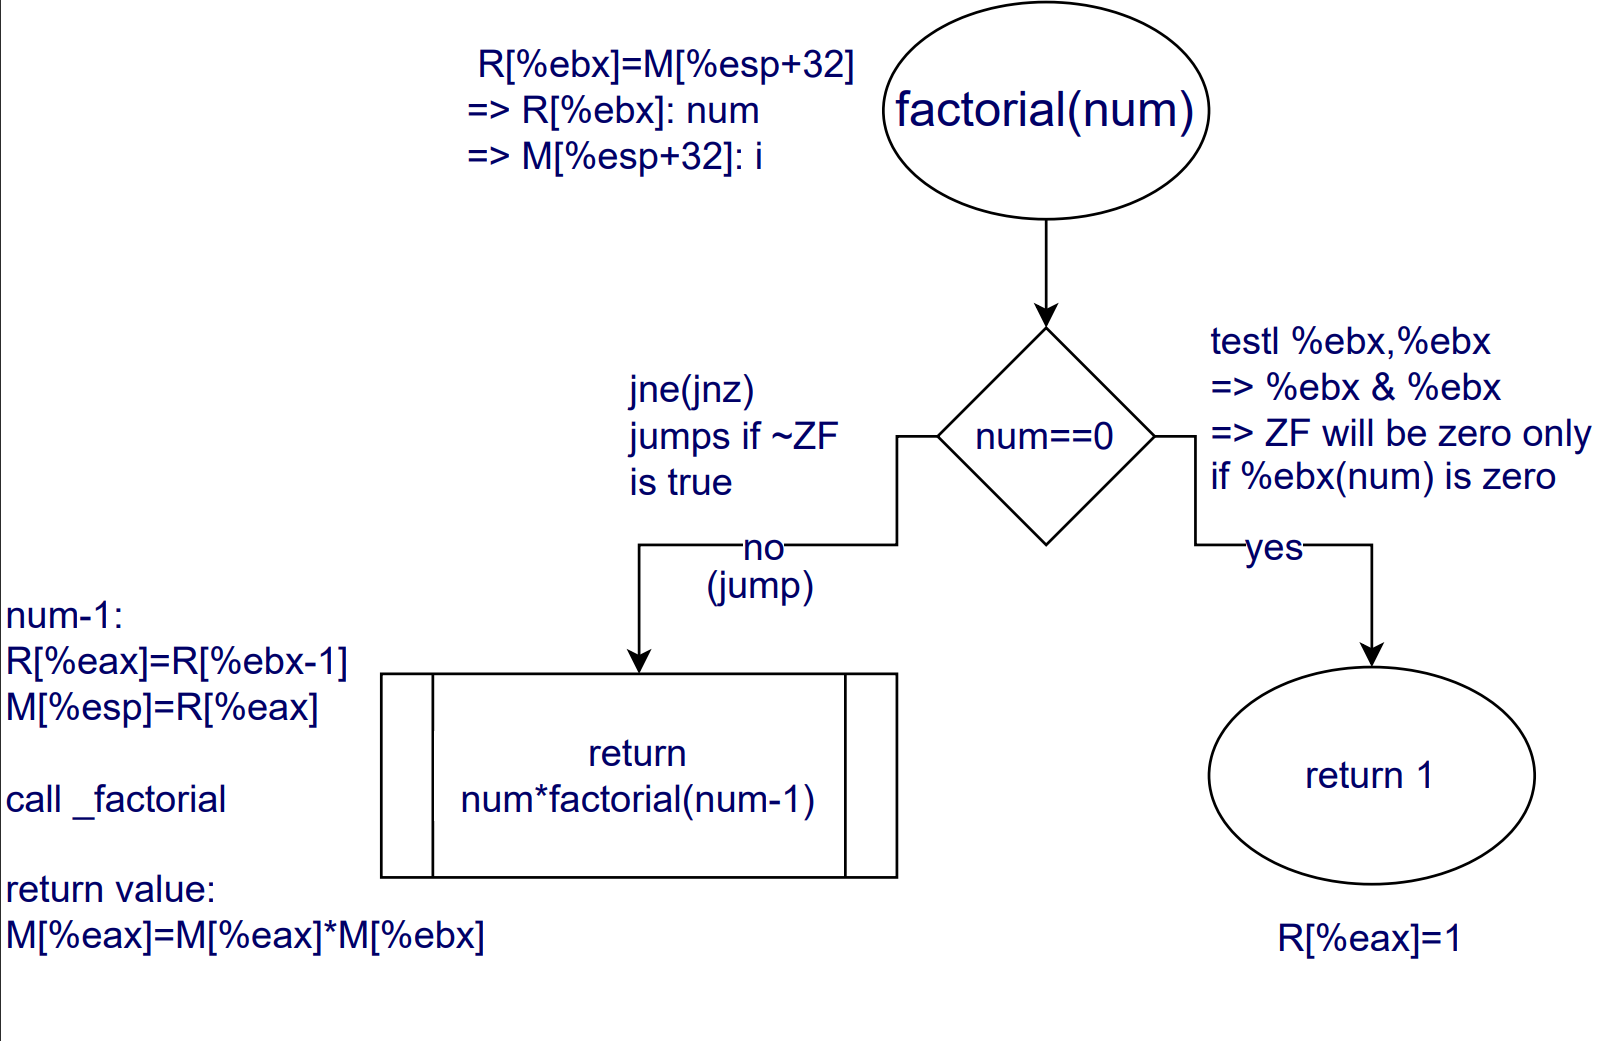 R[%ebx]=M[%esp+32]
=> R[%ebx]: num
=> M[%esp+32]: i
factorial(num)
testl %ebx,%ebx
=> %ebx & %ebx
=> ZF will be zero only
if %ebx(num) is zero
jne(jnz)
jumps if ~ZF
is true
num==0
no
(jump)
yes
num-1:
R[%eax]=R[%ebx-1]
M[%esp]=R[%eax]
call _factorial
return value:
M[%eax]=M[%eax]*M[%ebx]
return
num*factorial(num-1)
return 1
R[%eax]=1